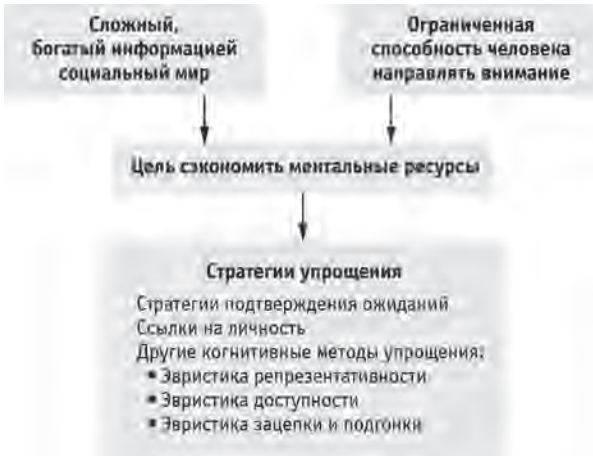 Сложный,
богатый информацией
социальный мир
Ограниченная
способность человека
направлять внимание
Цель сэкономить ментальные ресурсы
Стратегии упрощения
Стратегии подтверждения ожиданий
Ссылки на личность
Другие когнитивные методы упрощения:
▪ Эвристика репрезентативности
▪ Эвристика доступности
▪ Эвристика зацепки и подгонки